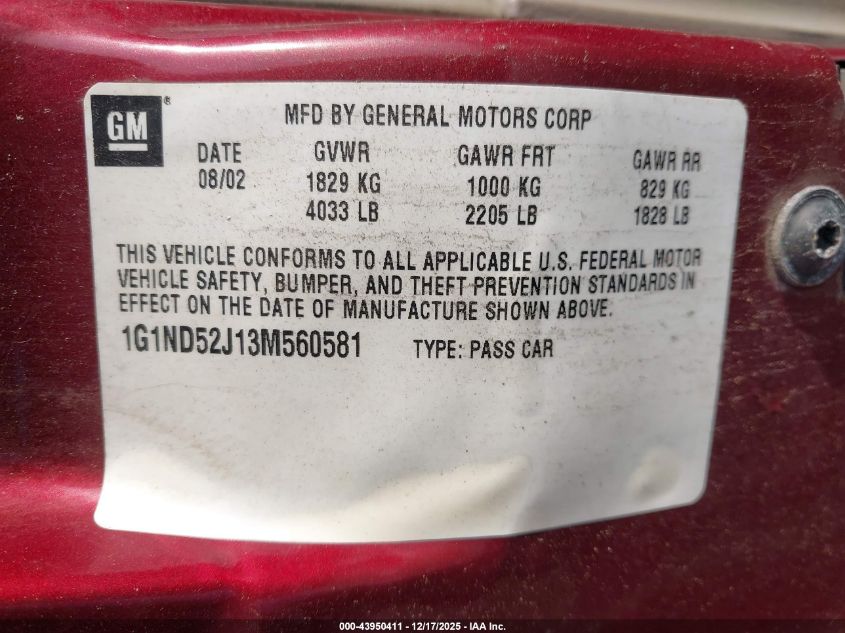 GM
MFD BY GENERAL MOTORS CORP
DATE GVWR GAWR FRT GAWR RR
08/02 1829 KG 1000 KG 829 KG
4033 LB 2205 LB 1828 LB
THIS VEHICLE CONFORMS TO ALL APPLICABLE U.S. FEDERAL MOTOR
VEHICLE SAFETY, BUMPER, AND THEFT PREVENTION STANDARDS IN
EFFECT ON THE DATE OF MANUFACTURE SHOWN ABOVE.
1G1ND52J13M560581 TYPE: PASS CAR
000-43950411 - 12/17/2025 - IAA Inc.